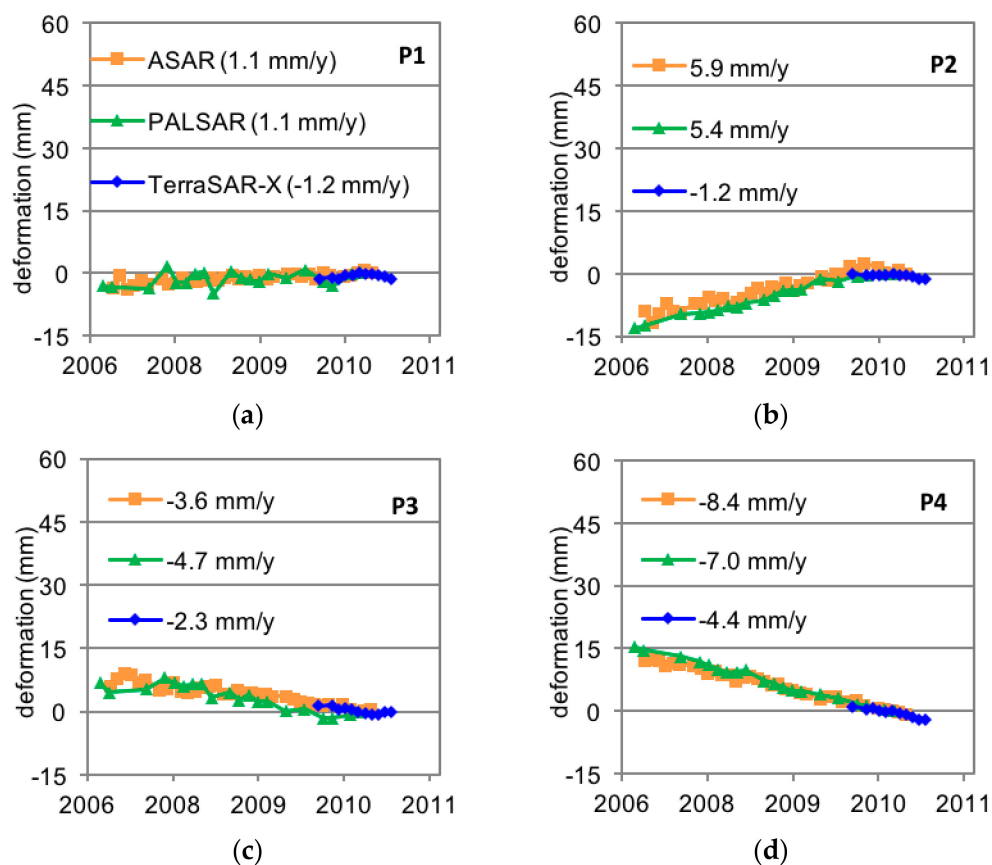 60
45
30
15
0
-15
deformation (mm)
P1
ASAR (1.1 mm/y)
PALSAR (1.1 mm/y)
TerraSAR-X (-1.2 mm/y)
2006 2008 2009 2010 2011
(a)
60
45
30
15
0
-15
deformation (mm)
P2
5.9 mm/y
5.4 mm/y
-1.2 mm/y
2006 2008 2009 2010 2011
(b)
60
45
30
15
0
-15
deformation (mm)
P3
-3.6 mm/y
-4.7 mm/y
-2.3 mm/y
2006 2008 2009 2010 2011
(c)
60
45
30
15
0
-15
deformation (mm)
P4
-8.4 mm/y
-7.0 mm/y
-4.4 mm/y
2006 2008 2009 2010 2011
(d)